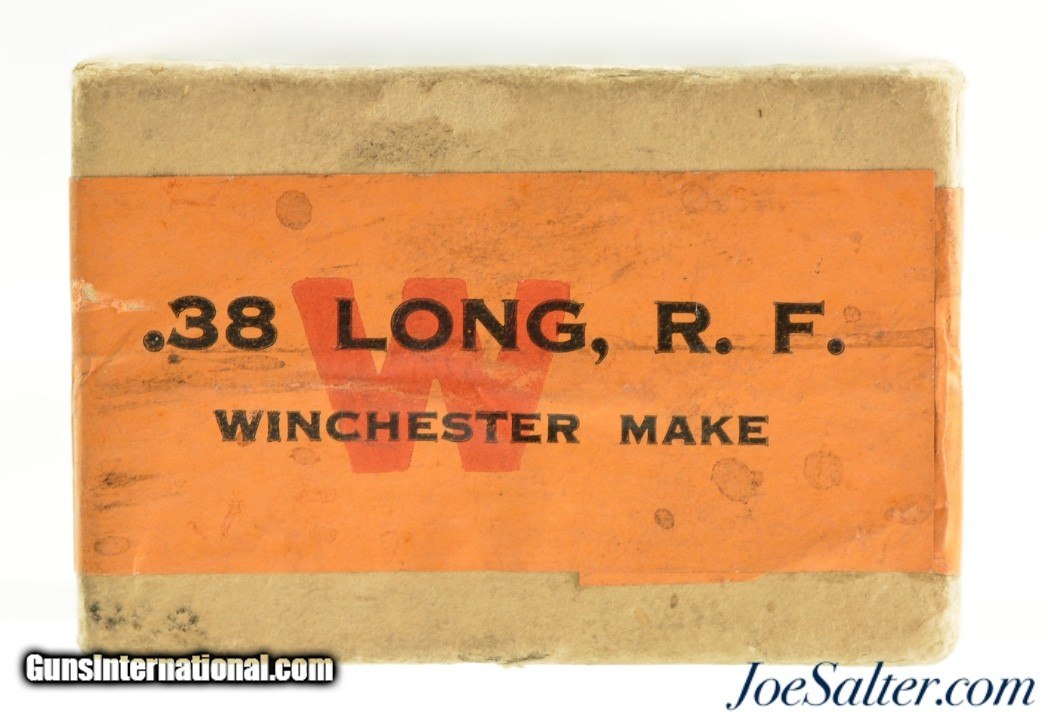 W
.38 LONG, R. F.
WINCHESTER MAKE
GunsInternational.com
JoeSalter.com